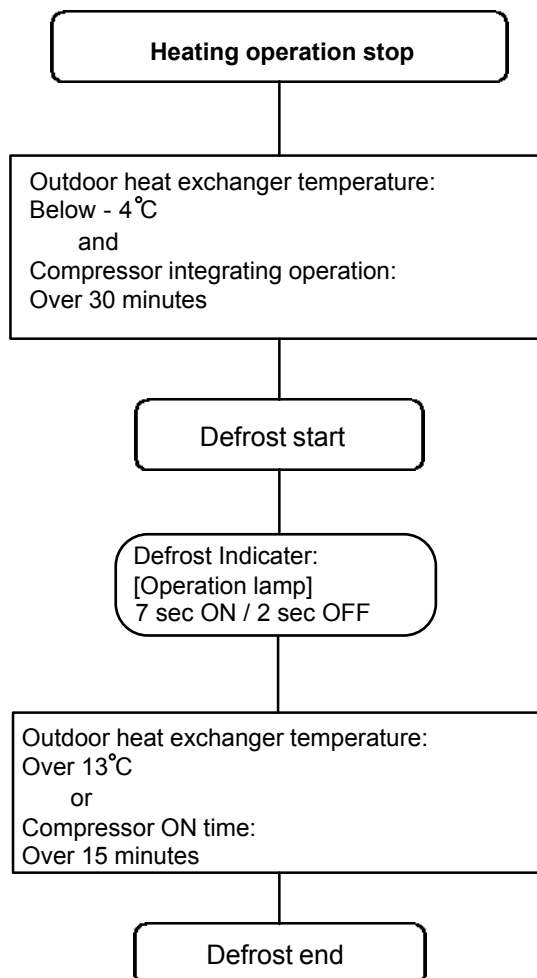 Heating operation stop
Outdoor heat exchanger temperature:
Below - 4°C
and
Compressor integrating operation:
Over 30 minutes
Defrost start
Defrost Indicater:
[Operation lamp]
7 sec ON / 2 sec OFF
Outdoor heat exchanger temperature:
Over 13°C
or
Compressor ON time:
Over 15 minutes
Defrost end